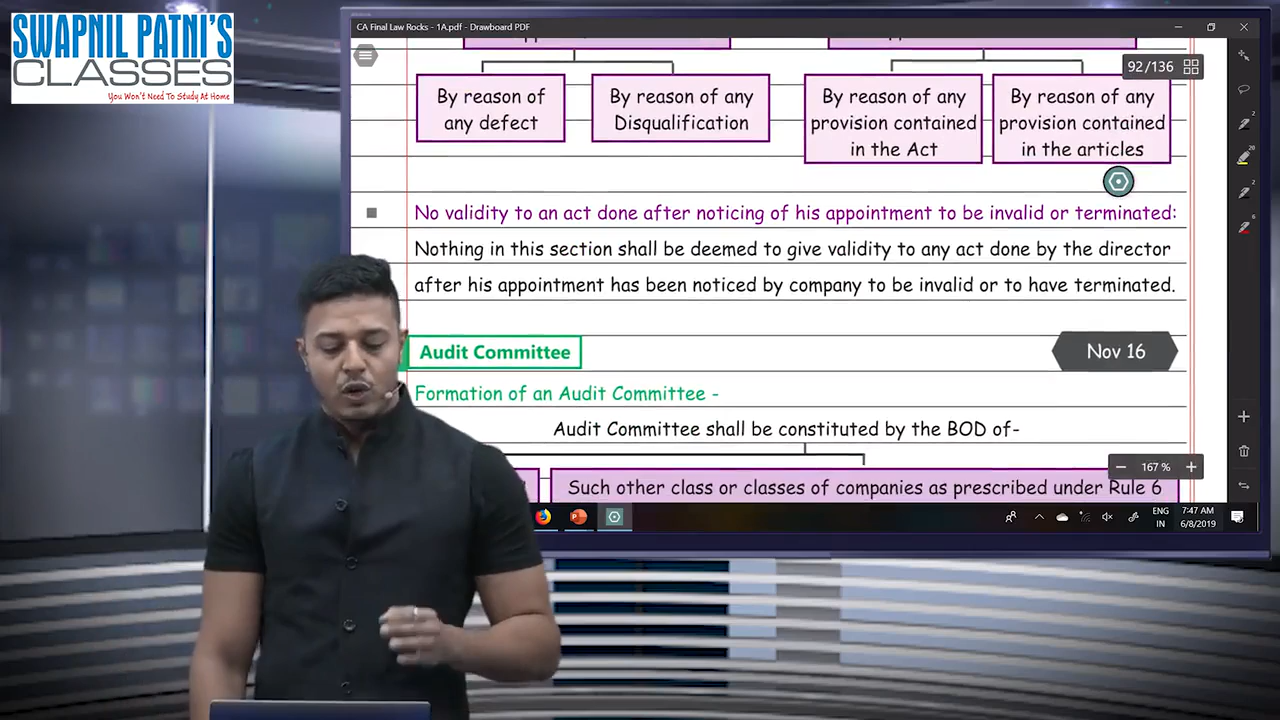 SWAPNIL PATNI'S
CLASSES
You Won't Need To Study At Home
CA Final Law Rocks - 1A.pdf - Drawboard PDF
92/136
By reason of
any defect
By reason of any
Disqualification
By reason of any
provision contained
in the Act
By reason of any
provision contained
in the articles
No validity to an act done after noticing of his appointment to be invalid or terminated:
Nothing in this section shall be deemed to give validity to any act done by the director
after his appointment has been noticed by company to be invalid or to have terminated.
Audit Committee
Nov 16
Formation of an Audit Committee -
Audit Committee shall be constituted by the BOD of-
167 %
Such other class or classes of companies as prescribed under Rule 6
ENG
IN
7:47 AM
6/8/2019